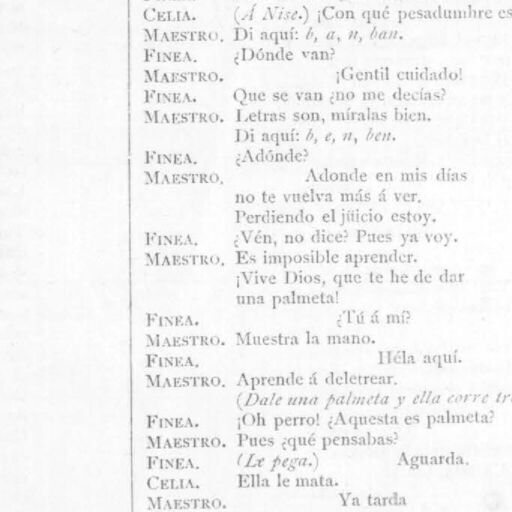 CELIA. (Á Nise.) ¡Con qué pesadumbre es
MAESTRO. Di aquí: b, a, n, ban.
FINEA. ¿Dónde van?
MAESTRO. ¡Gentil cuidado!
FINEA. Que se van ¿no me decías?
MAESTRO. Letras son, míralas bien.
Di aquí: b, e, n, ben.
FINEA. ¿Adónde?
MAESTRO. Adonde en mis días
no te vuelva más á ver.
Perdiendo el jüicio estoy.
FINEA. ¿Vén, no dice? Pues ya voy.
MAESTRO. Es imposible aprender.
¡Vive Dios, que te he de dar
una palmeta!
FINEA. ¿Tú á mí?
MAESTRO. Muestra la mano.
FINEA. Héla aquí.
MAESTRO. Aprende á deletrear.
(Dale una palmeta y ella corre tr
FINEA. ¡Oh perro! ¿Aquesta es palmeta?
MAESTRO. Pues ¿qué pensabas?
FINEA. (Le pega.) Aguarda.
CELIA. Ella le mata.
MAESTRO. Ya tarda